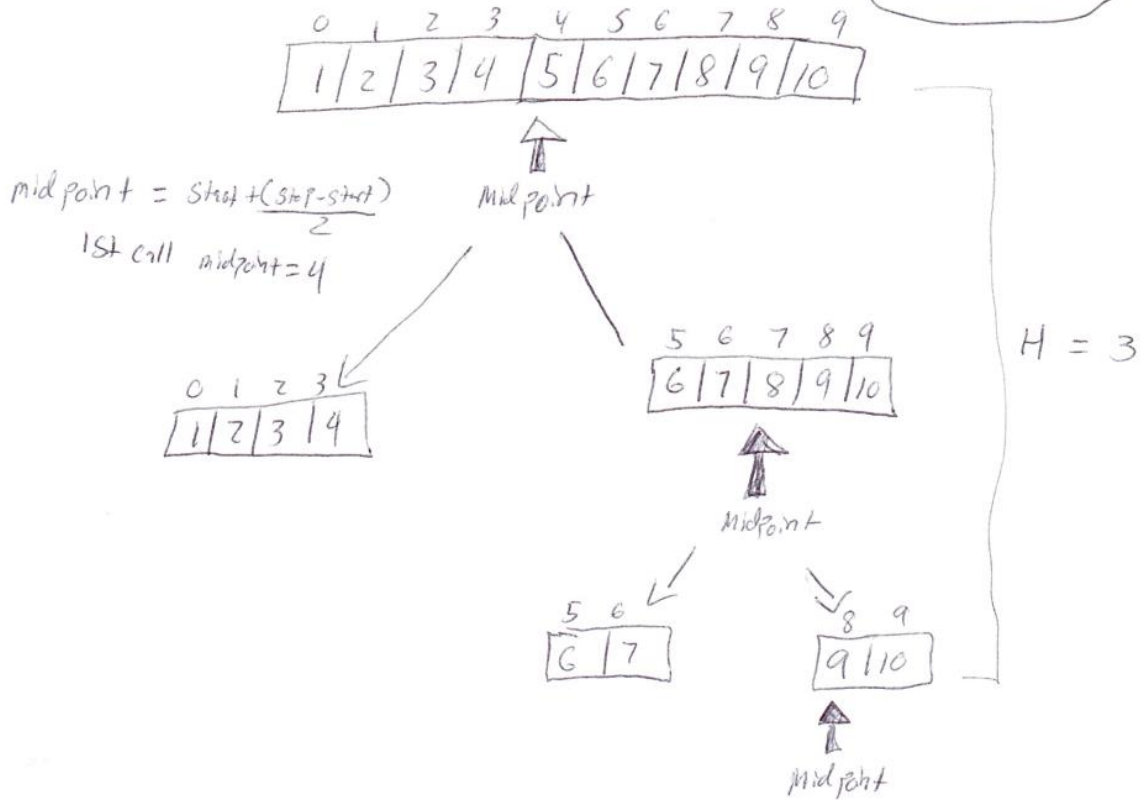 0 1 2 3 4 5 6 7 8 9
1 2 3 4 5 6 7 8 9 10
midpoint = start + (stop-start)
2
Midpoint
1st call midpoint = 4
5 6 7 8 9
6 7 8 9 10
H = 3
0 1 2 3
1 2 3 4
Midpoint
5 6
6 7
8 9
9 10
Midpoint